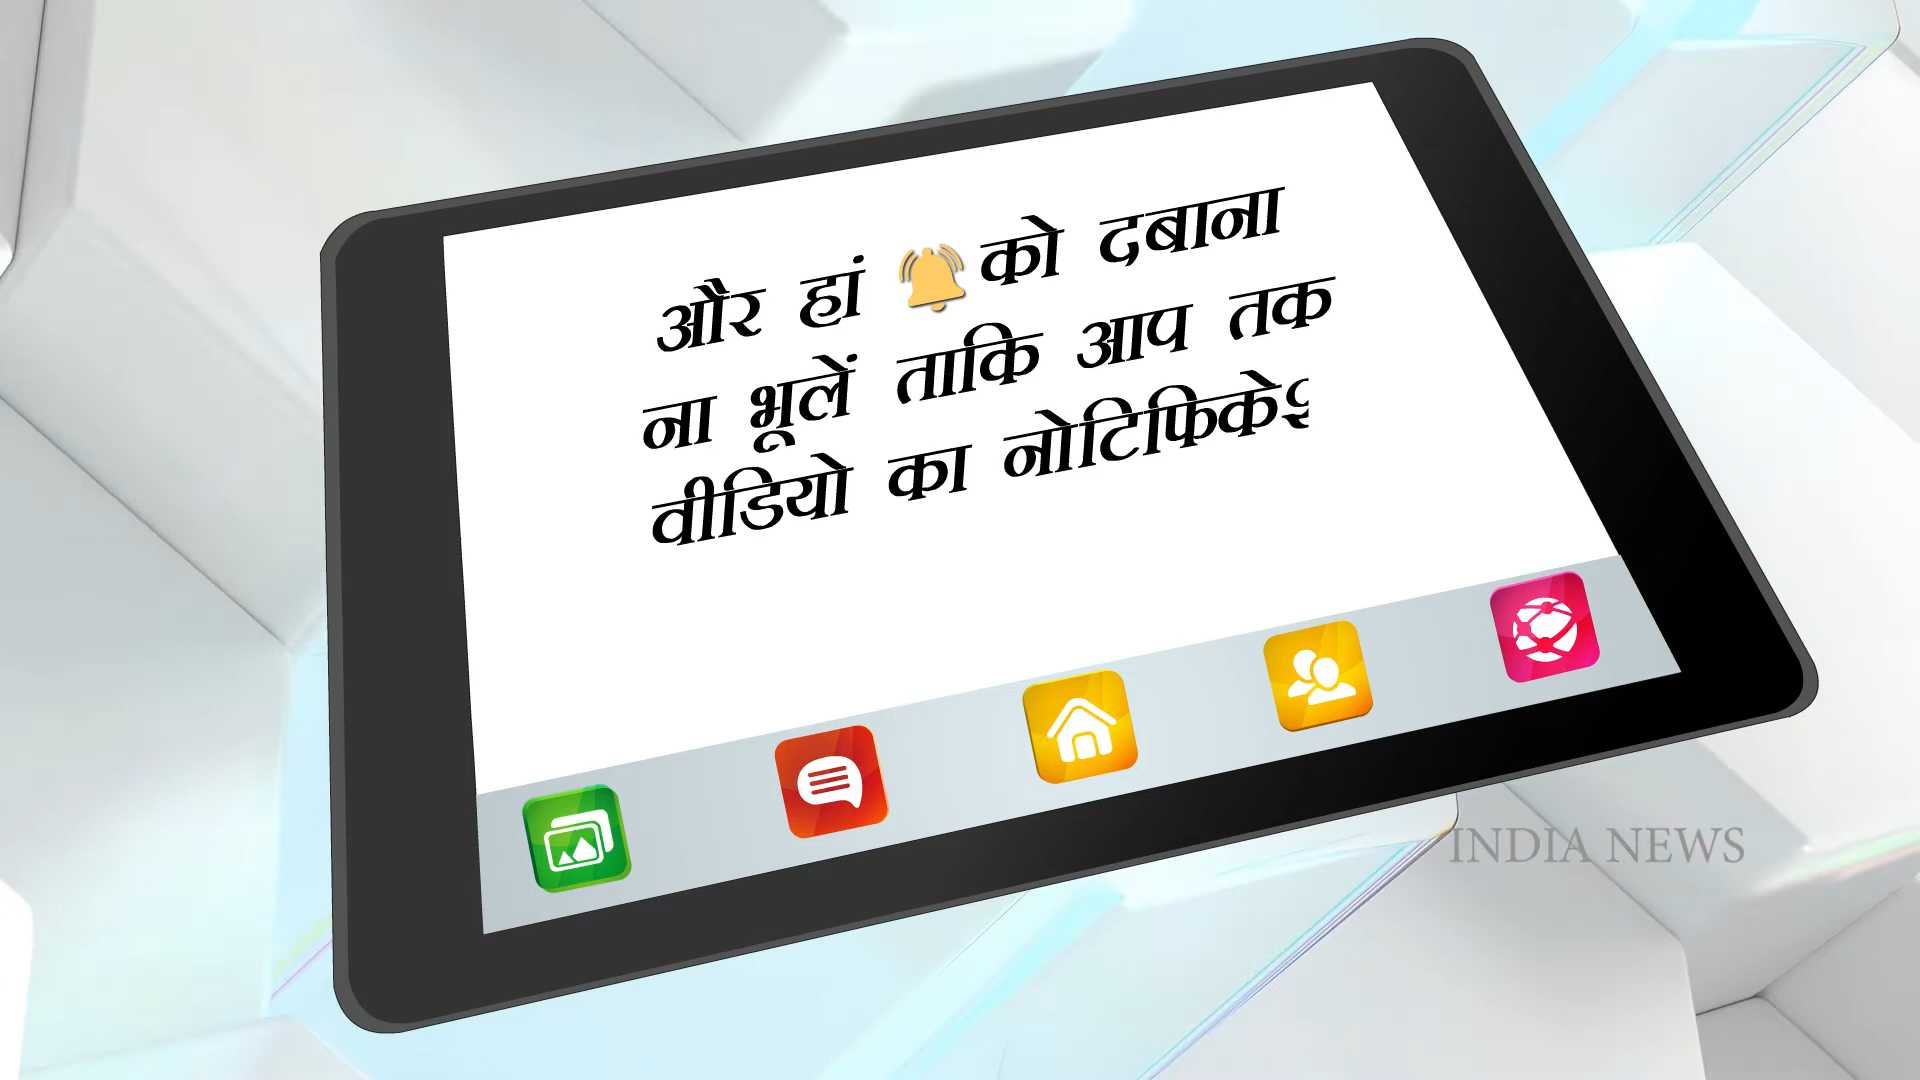 और हां 🔔 को दबाना
ना भूलें ताकि आप तक
वीडियो का
INDIA NEWS